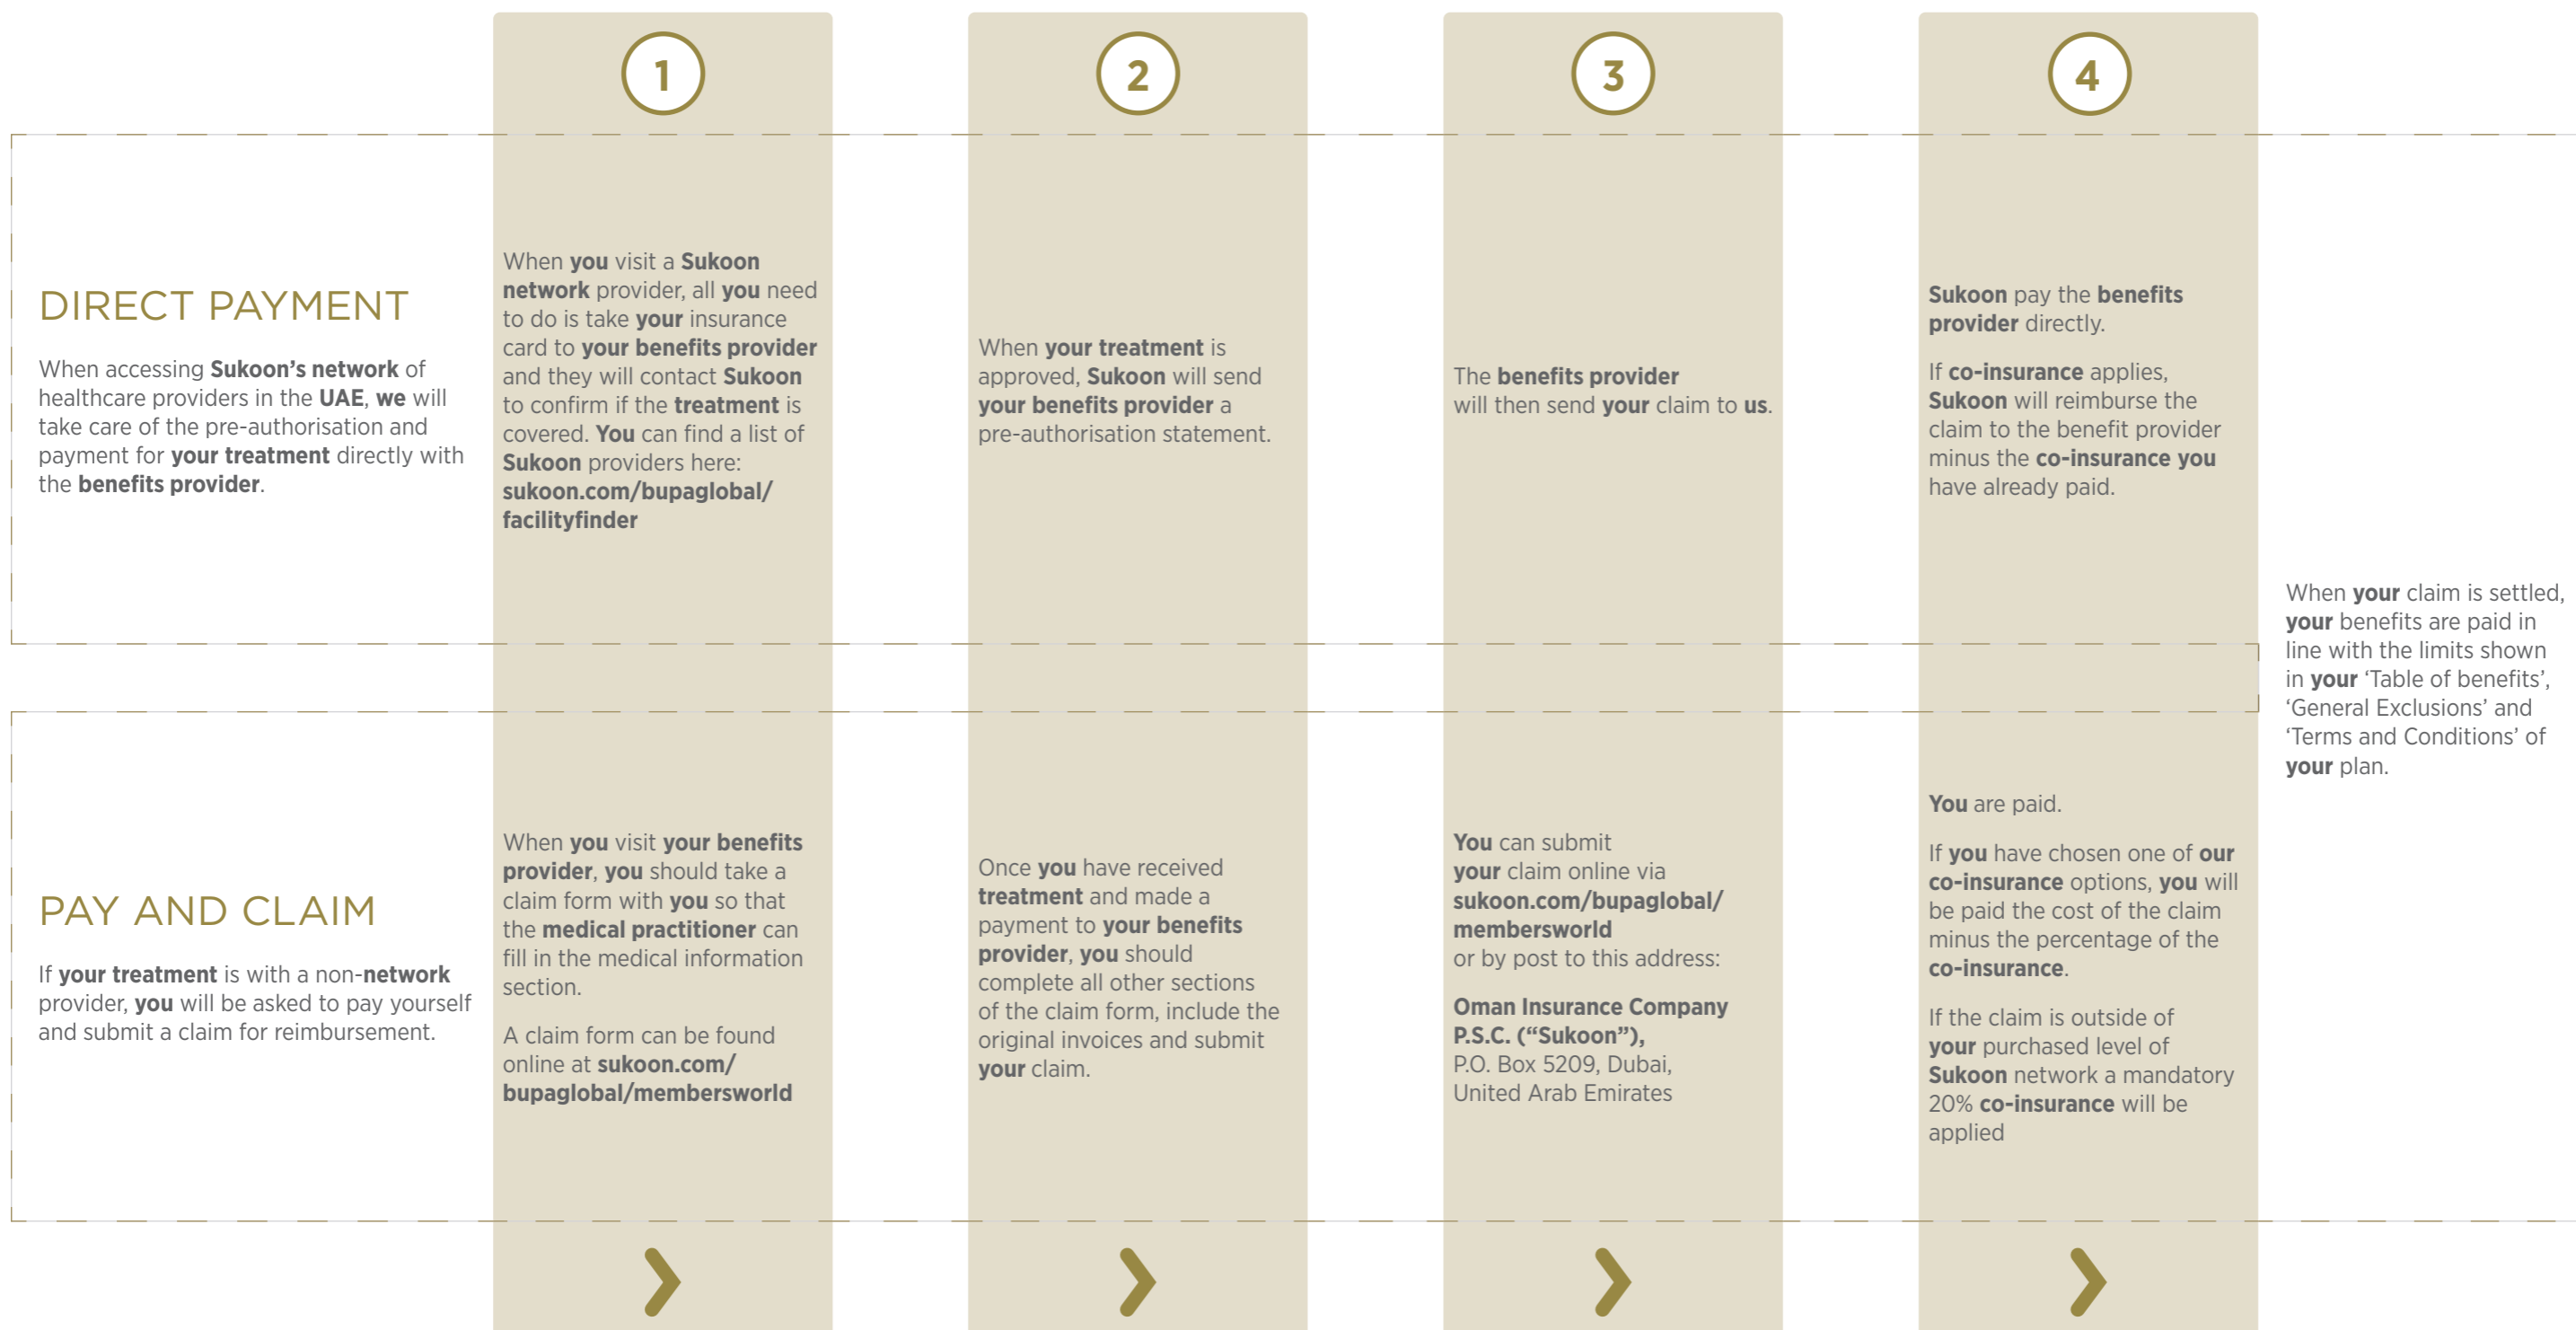 1
2
3
4
DIRECT PAYMENT
When accessing Sukoon's network of
healthcare providers in the UAE, we will
take care of the pre-authorisation and
payment for your treatment directly with
the benefits provider.
When you visit a Sukoon
network provider, all you need
to do is take your insurance
card to your benefits provider
and they will contact Sukoon
to confirm if the treatment is
covered. You can find a list of
Sukoon providers here:
sukoon.com/bupaglobal/
facilityfinder
When your treatment is
approved, Sukoon will send
your benefits provider a
pre-authorisation statement.
The benefits provider
will then send your claim to us.
Sukoon pay the benefits
provider directly.
If co-insurance applies,
Sukoon will reimburse the
claim to the benefit provider
minus the co-insurance you
have already paid.
PAY AND CLAIM
If your treatment is with a non-network
provider, you will be asked to pay yourself
and submit a claim for reimbursement.
When you visit your benefits
provider, you should take a
claim form with you so that
the medical practitioner can
fill in the medical information
section.
A claim form can be found
online at sukoon.com/
bupaglobal/membersworld
Once you have received
treatment and made a
payment to your benefits
provider, you should
complete all other sections
of the claim form, include the
original invoices and submit
your claim.
You can submit
your claim online via
sukoon.com/bupaglobal/
membersworld
or by post to this address:
Oman Insurance Company
P.S.C. (“Sukoon”),
P.O. Box 5209, Dubai,
United Arab Emirates
You are paid.
If you have chosen one of our
co-insurance options, you will
be paid the cost of the claim
minus the percentage of the
co-insurance.
If the claim is outside of
your purchased level of
Sukoon network a mandatory
20% co-insurance will be
applied
When your claim is settled,
your benefits are paid in
line with the limits shown
in your ‘Table of benefits’,
‘General Exclusions’ and
‘Terms and Conditions’ of
your plan.